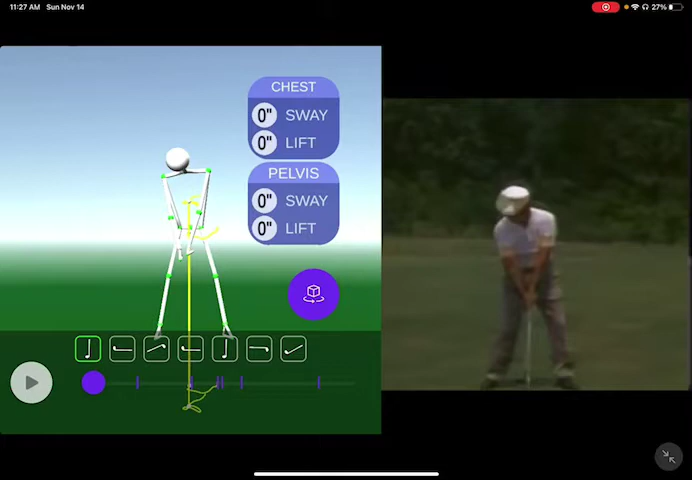 11:27 AM Sun Nov 14
27%
CHEST
0" SWAY
0" LIFT
PELVIS
0" SWAY
0" LIFT